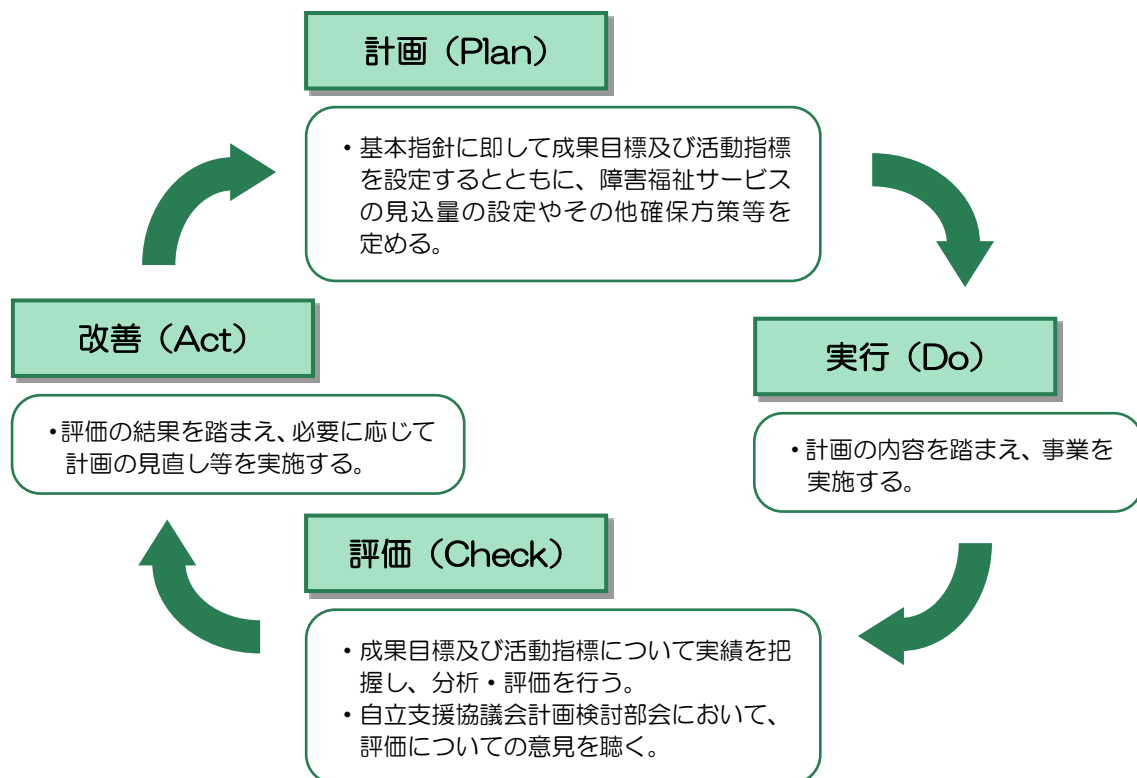 計画（Plan）
・基本指針に即して成果目標及び活動指標
を設定するとともに、障害福祉サービス
の見込量の設定やその他確保方策等を
定める。
改善（Act）
・評価の結果を踏まえ、必要に応じて
計画の見直し等を実施する。
実行（Do）
・計画の内容を踏まえ、事業を
実施する。
評価（Check）
・成果目標及び活動指標について実績を把
握し、分析・評価を行う。
・自立支援協議会計画検討部会において、
評価についての意見を聴く。